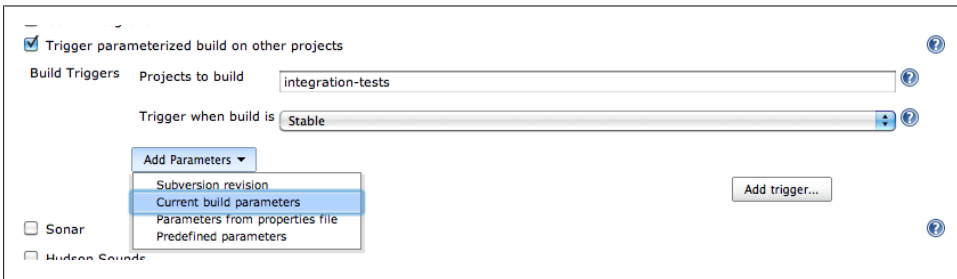 Trigger parameterized build on other projects
Build Triggers
Projects to build
integration-tests
Trigger when build is
Stable
Add Parameters
Subversion revision
Current build parameters
Parameters from properties file
Predefined parameters
Add trigger...
Sonar
Hudson Sounds